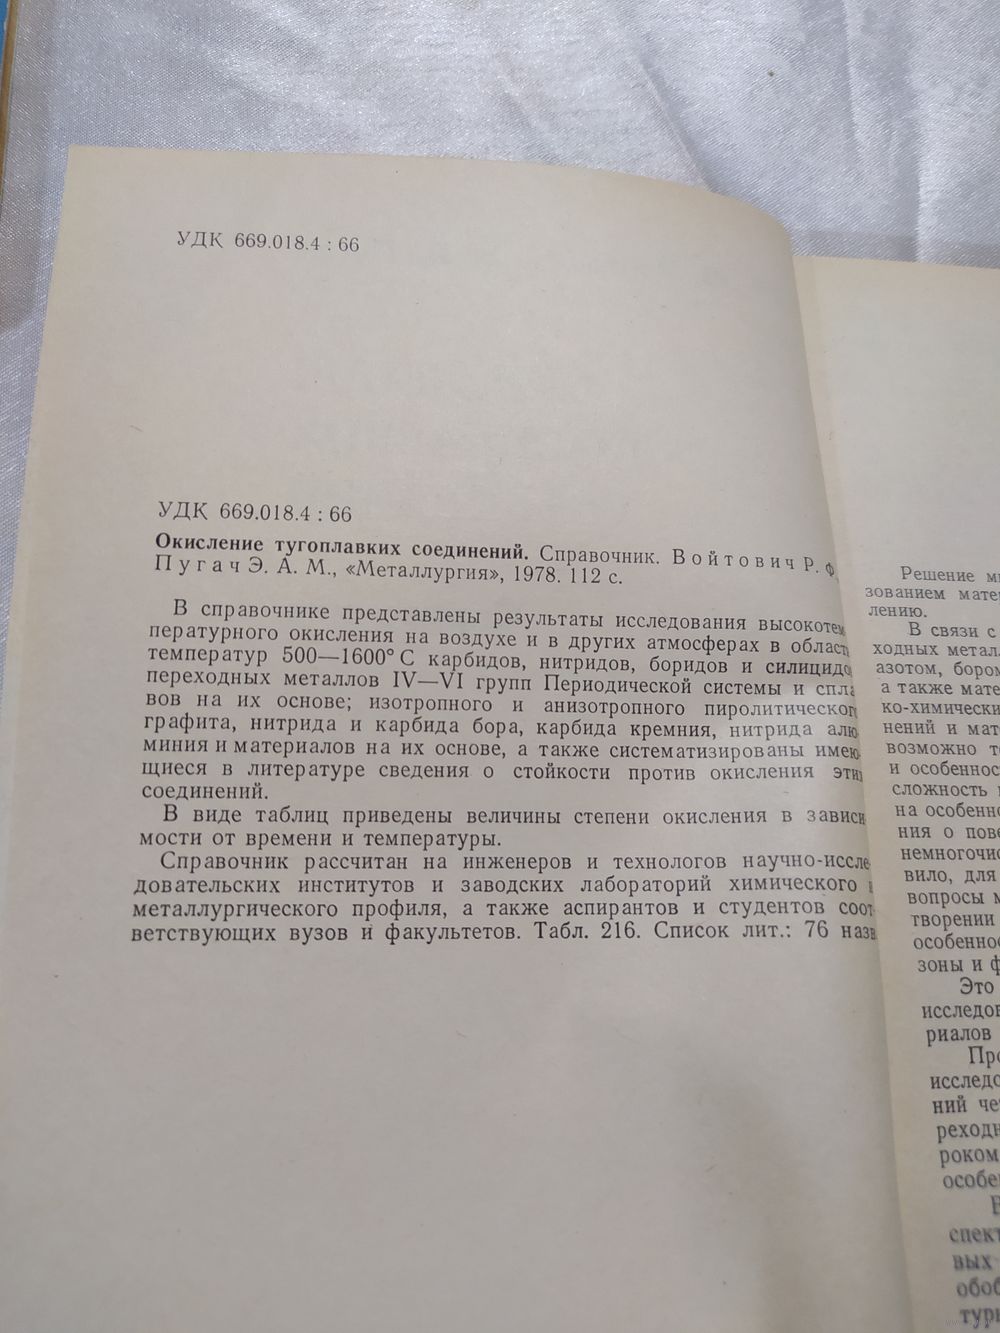 УДК 669.018.4 : 66
УДК 669.018.4 : 66
Окисление тугоплавких соединений. Справочник. Войтович Р. Ф.
Пугач Э. А. М., «Металлургия», 1978. 112 с.
В справочнике представлены результаты исследования высокотем
пературного окисления на воздухе и в других атмосферах в област
температур 500—1600° С карбидов, нитридов, боридов и силицидо
переходных металлов IV—VI групп Периодической системы и спла
вов на их основе; изотропного и анизотропного пиролитическог
графита, нитрида и карбида бора, карбида кремния, нитрида алю
миния и материалов на их основе, а также систематизированы имею
щиеся в литературе сведения о стойкости против окисления эти
соединений.
В виде таблиц приведены величины степени окисления в зависи
мости от времени и температуры.
Справочник рассчитан на инженеров и технологов научно-иссле
довательских институтов и заводских лабораторий химического
металлургического профиля, а также аспирантов и студентов соот
ветствующих вузов и факультетов. Табл. 216. Список лит.: 76 назв
Решение м
зованием мате
лению.
В связи с
ходных метал
азотом, бором
а также мате
ко-химически
нений и мат
возможно т
и особеннос
сложность
на особенно
ния о пове
немногочис
вило, для
вопросы м
творении
особеннос
зоны и ф
Это
исследов
риалов
Про
исследо
ний че
реходн
роком
особе
В
спект
вых
обоб
туры